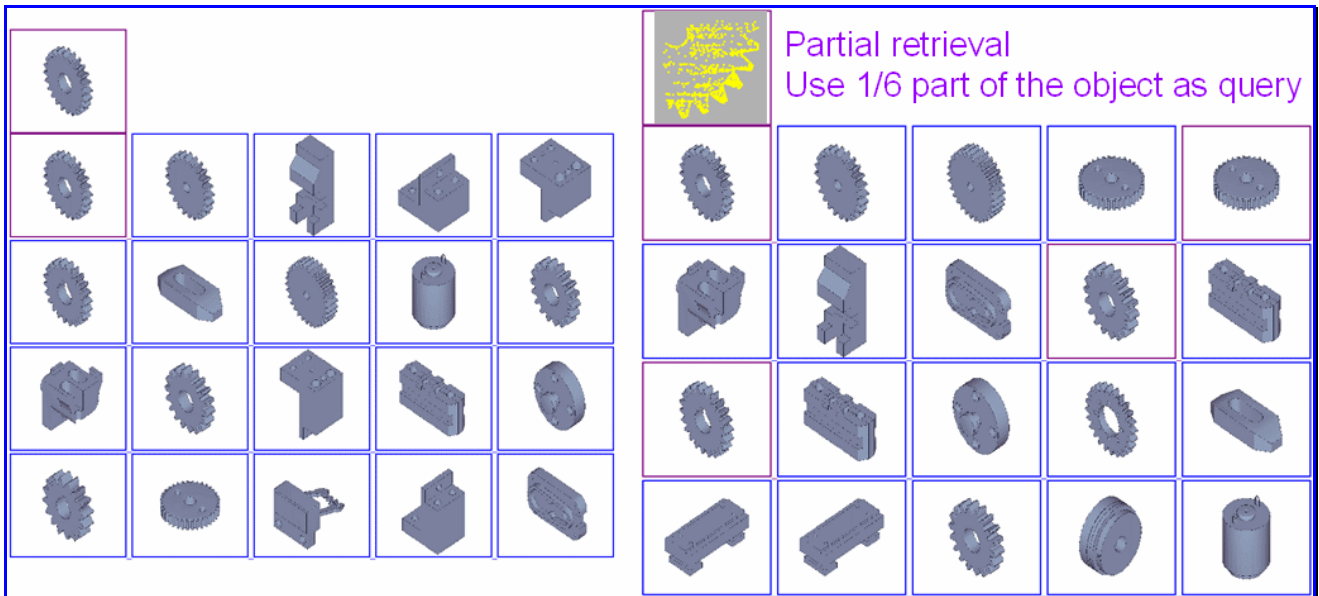 Partial retrieval
Use 1/6 part of the object as query